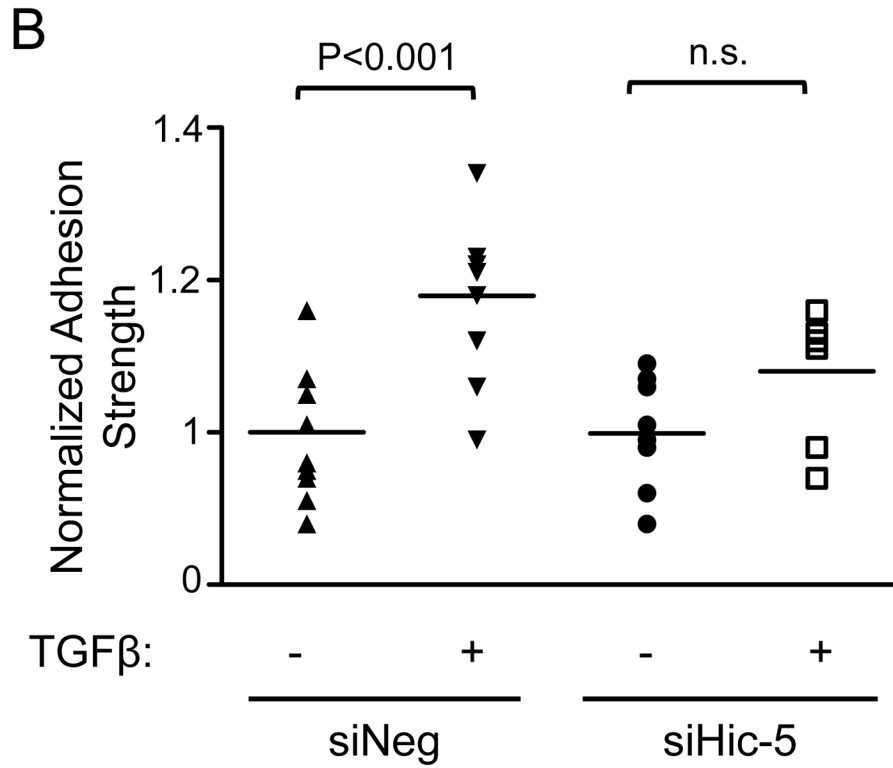 B
P<0.001
n.s.
1.4
1.2
1
0
Normalized Adhesion
Strength
TGFβ:
- + - +
siNeg siHic-5